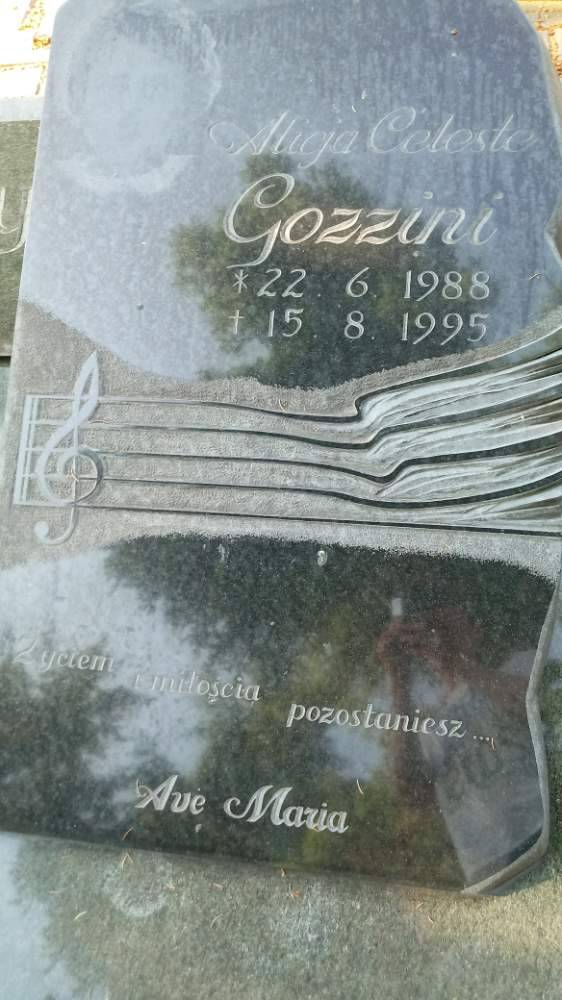 Alicja Celeste
Gozzini
* 22. 6. 1988
† 15. 8. 1995
Życiem i miłością pozostaniesz...
Ave Maria